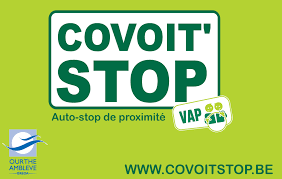 COVOIT'
STOP
Auto-stop de proximité
VAP
OURTHE
AMBLEVE
WWW.COVOITSTOP.BE